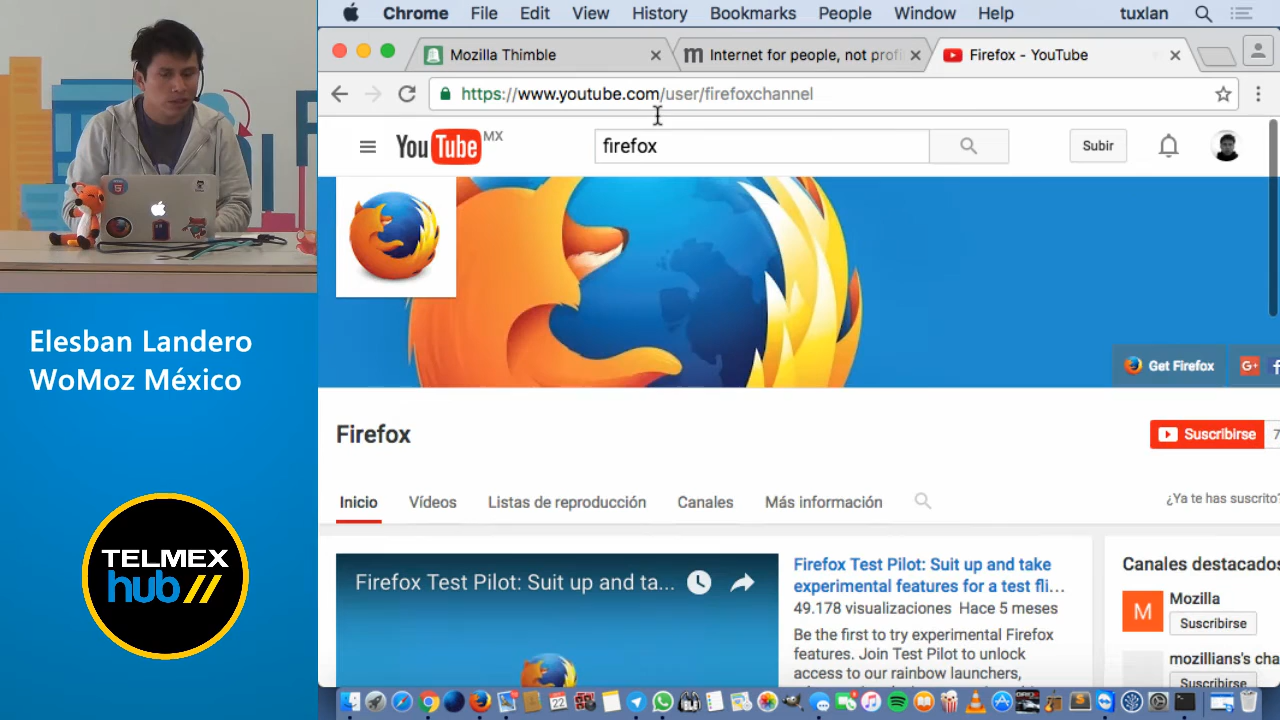 Chrome File Edit View History Bookmarks People Window Help tuxlan
Mozilla Thimble
Internet for people, not profi
Firefox - YouTube
https://www.youtube.com/user/firefoxchannel
YouTube MX
firefox
Subir
Get Firefox
G+ f
Firefox
Suscribirse 7
Inicio Vídeos Listas de reproducción Canales Más información
¿Ya te has suscrito?
Firefox Test Pilot: Suit up and ta...
Firefox Test Pilot: Suit up and take
experimental features for a test fli...
49.178 visualizaciones Hace 5 meses
Be the first to try experimental Firefox
features. Join Test Pilot to unlock
access to our rainbow launchers,
Canales destacados
M
Mozilla
Suscribirse
mozillians's cha
Suscribirse
Elesban Landero
WoMoz México
TELMEX
hub //
22